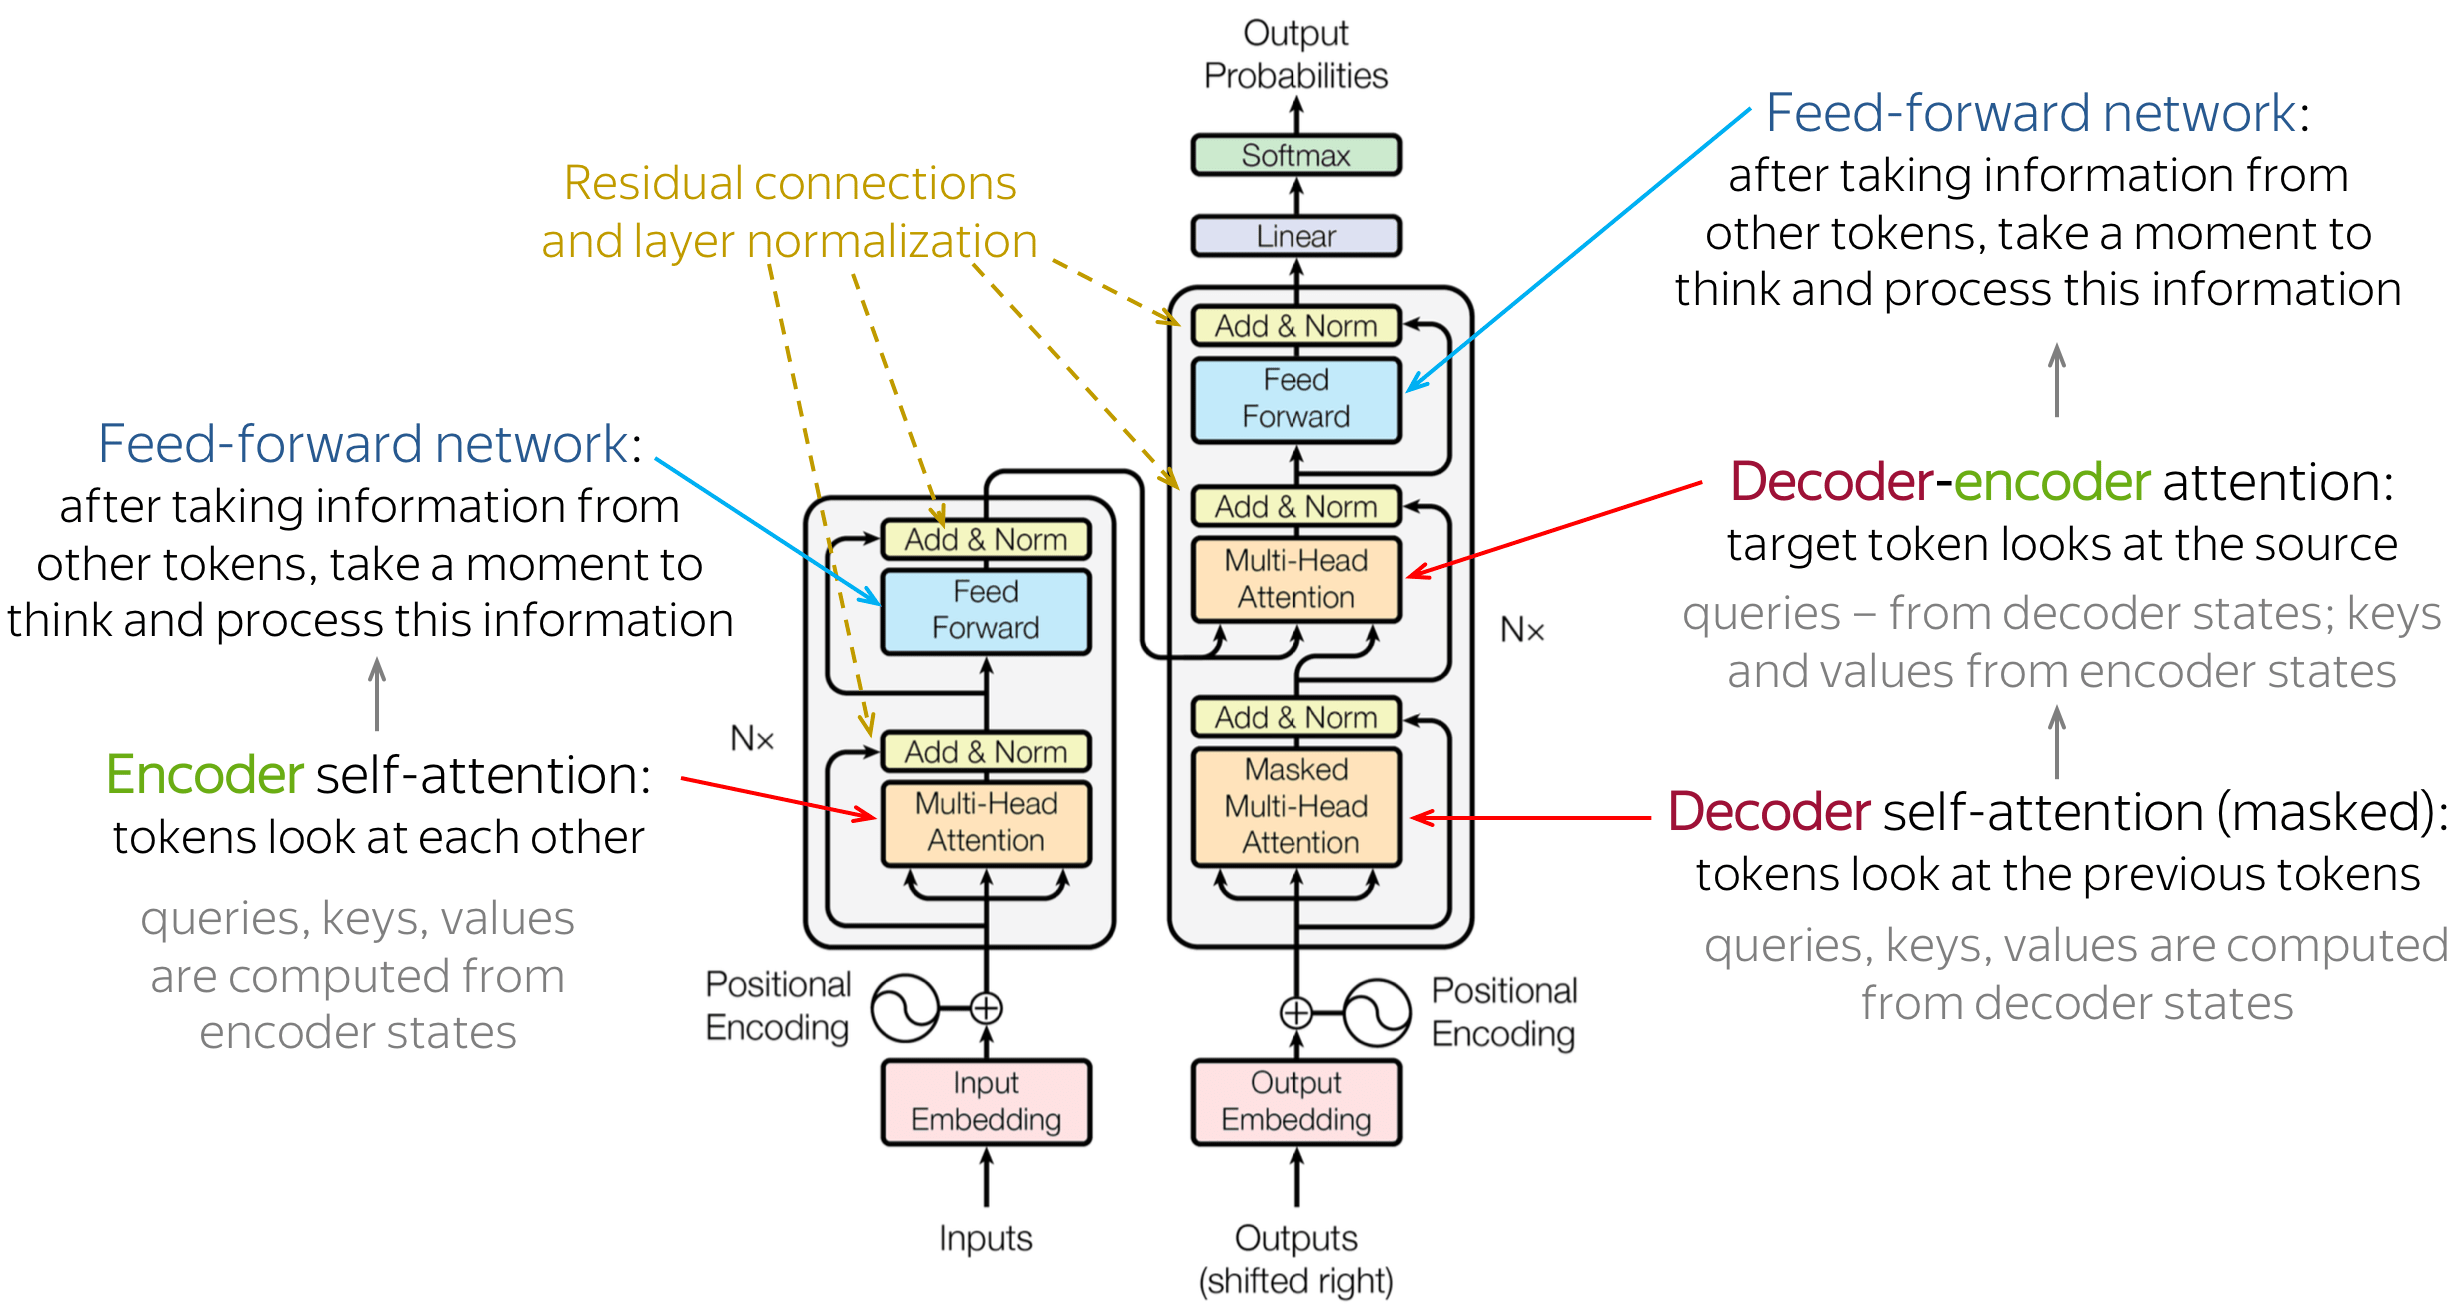 Output
Probabilities
Softmax
Linear
Add & Norm
Feed
Forward
Add & Norm
Multi-Head
Attention
Add & Norm
Masked
Multi-Head
Attention
Nx
Positional
Encoding
Output
Embedding
Outputs
(shifted right)
Residual connections
and layer normalization
Add & Norm
Feed
Forward
Add & Norm
Multi-Head
Attention
Nx
Positional
Encoding
Input
Embedding
Inputs
Feed-forward network:
after taking information from
other tokens, take a moment to
think and process this information
Encoder self-attention:
tokens look at each other
queries, keys, values
are computed from
encoder states
Feed-forward network:
after taking information from
other tokens, take a moment to
think and process this information
Decoder-encoder attention:
target token looks at the source
queries – from decoder states; keys
and values from encoder states
Decoder self-attention (masked):
tokens look at the previous tokens
queries, keys, values are computed
from decoder states